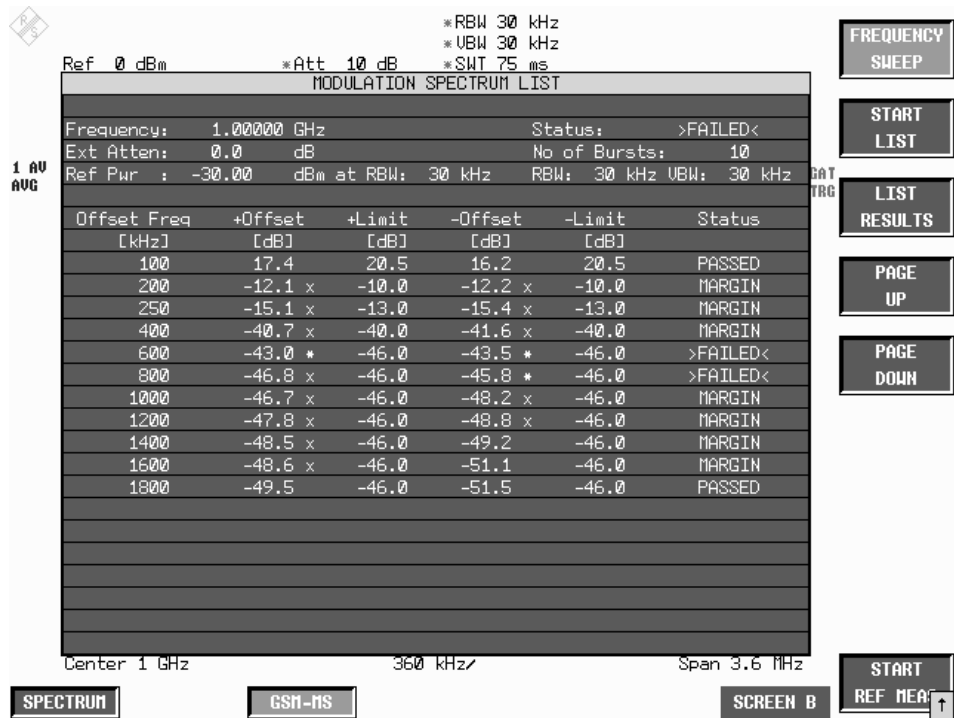 R S
*RBW 30 kHz
*VBW 30 kHz
Ref 0 dBm *Att 10 dB *SWT 75 ms
MODULATION SPECTRUM LIST
Frequency: 1.00000 GHz Status: >FAILED<
Ext Atten: 0.0 dB No of Bursts: 10
Ref Pwr : -30.00 dBm at RBW: 30 kHz RBW: 30 kHz VBW: 30 kHz
1 AV
AVG
GAT
TRG
Offset Freq +Offset +Limit -Offset -Limit Status
[kHz] [dB] [dB] [dB] [dB]
100 17.4 20.5 16.2 20.5 PASSED
200 -12.1 x -10.0 -12.2 x -10.0 MARGIN
250 -15.1 x -13.0 -15.4 x -13.0 MARGIN
400 -40.7 x -40.0 -41.6 x -40.0 MARGIN
600 -43.0 * -46.0 -43.5 * -46.0 >FAILED<
800 -46.8 x -46.0 -45.8 * -46.0 >FAILED<
1000 -46.7 x -46.0 -48.2 x -46.0 MARGIN
1200 -47.8 x -46.0 -48.8 x -46.0 MARGIN
1400 -48.5 x -46.0 -49.2 -46.0 MARGIN
1600 -48.6 x -46.0 -51.1 -46.0 MARGIN
1800 -49.5 -46.0 -51.5 -46.0 PASSED
Center 1 GHz 360 kHz/ Span 3.6 MHz
SPECTRUM GSM-MS SCREEN B
FREQUENCY
SWEEP
START
LIST
LIST
RESULTS
PAGE
UP
PAGE
DOWN
START
REF MEAS